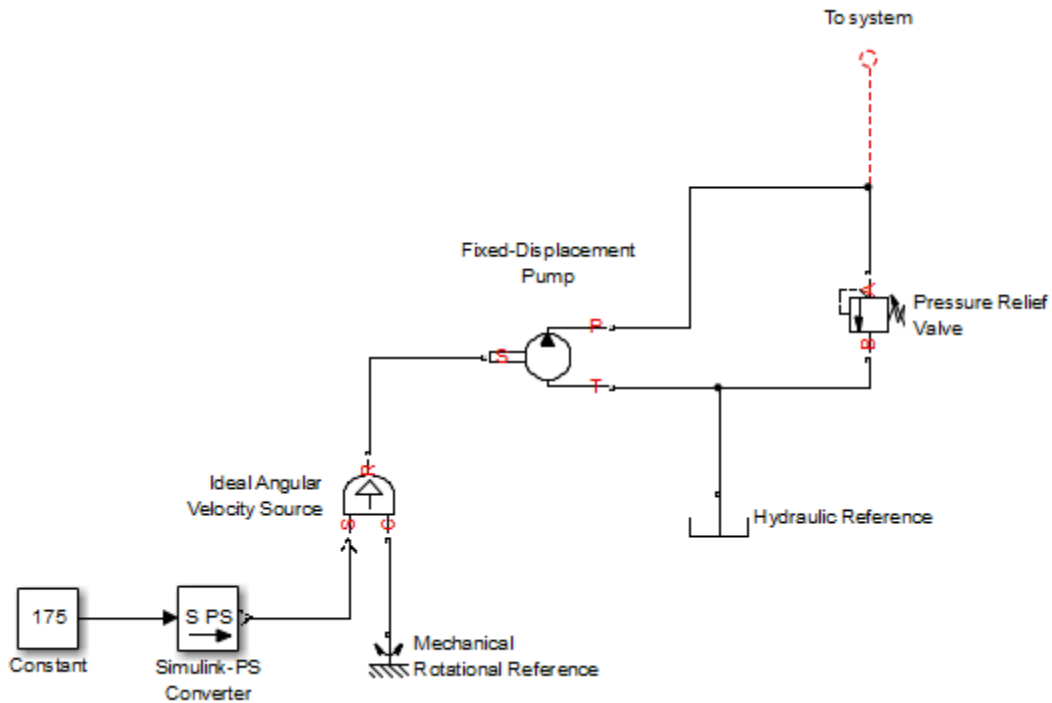 To system
Fixed-Displacement
Pump
P
A
Pressure Relief
Valve
S
B
T
R
Ideal Angular
Velocity Source
S
C
Hydraulic Reference
175
S PS
Constant
Simulink-PS
Converter
Mechanical
Rotational Reference